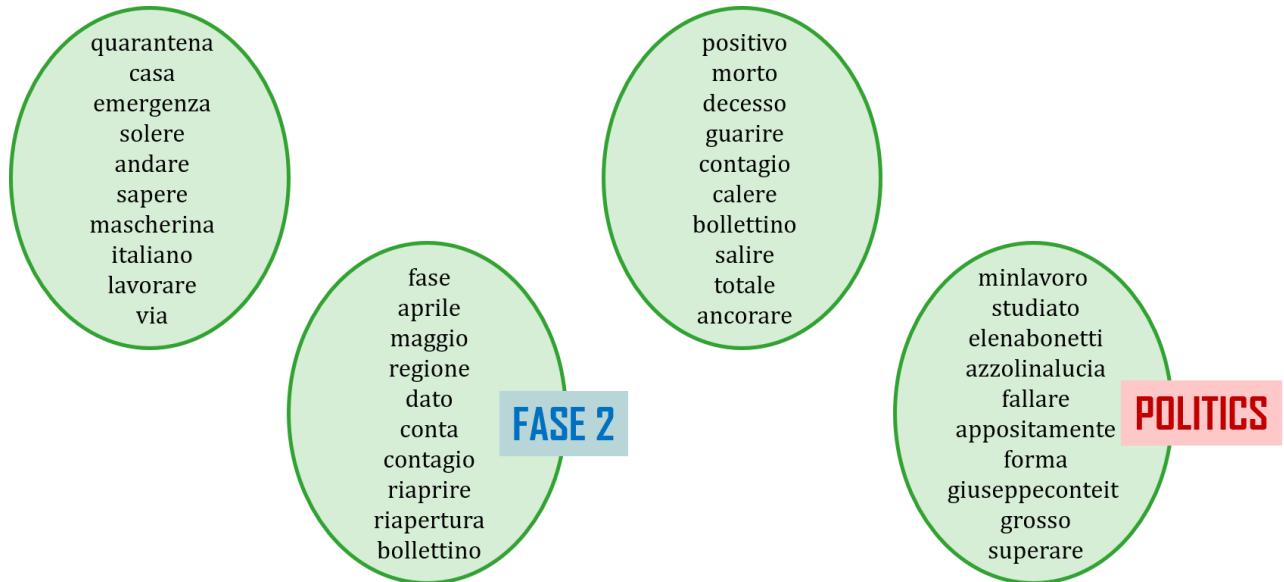 quarantena
casa
emergenza
solere
andare
sapere
mascherina
italiano
lavorare
via
fase
aprile
maggio
regione
dato
conta
contagio
riaprire
riapertura
bollettino
FASE 2
positivo
morto
decesso
guarire
contagio
calere
bollettino
salire
totale
ancorare
minlavoro
studiato
elenabonetti
azzolinalucia
fallare
appositamente
forma
giuseppeconteit
grosso
superare
POLITICS